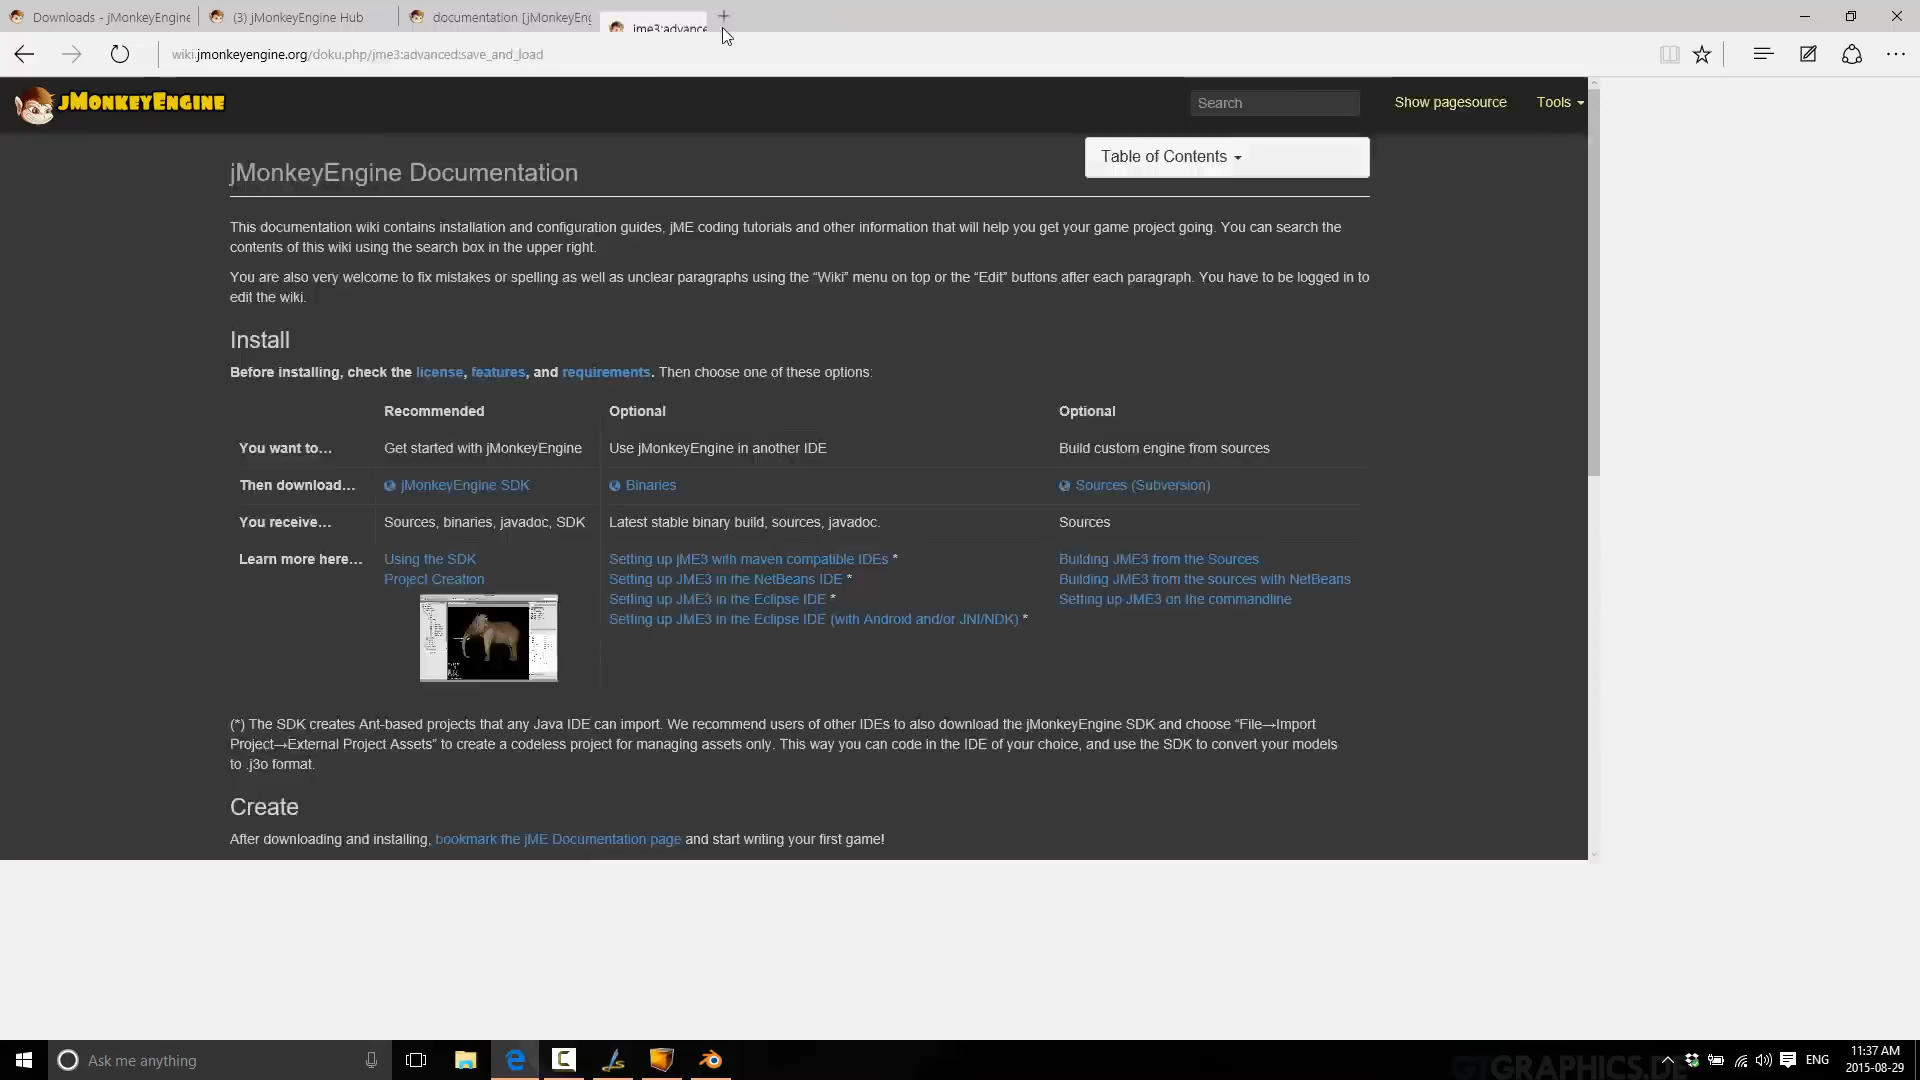 Downloads - jMonkeyEngine
(3) jMonkeyEngine Hub
documentation [jMonkeyEng
jme3:advance
wiki.jmonkeyengine.org/doku.php/jme3:advanced:save_and_load
jMonkeyEngine
Search
Show pagesource
Tools
Table of Contents
jMonkeyEngine Documentation
This documentation wiki contains installation and configuration guides, jME coding tutorials and other information that will help you get your game project going. You can search the
contents of this wiki using the search box in the upper right.
You are also very welcome to fix mistakes or spelling as well as unclear paragraphs using the “Wiki” menu on top or the “Edit” buttons after each paragraph. You have to be logged in to
edit the wiki.
Install
Before installing, check the license, features, and requirements. Then choose one of these options:
Recommended Optional Optional
You want to… Get started with jMonkeyEngine Use jMonkeyEngine in another IDE Build custom engine from sources
Then download… jMonkeyEngine SDK Binaries Sources (Subversion)
You receive… Sources, binaries, javadoc, SDK Latest stable binary build, sources, javadoc. Sources
Learn more here… Using the SDK Setting up jME3 with maven compatible IDEs * Building JME3 from the Sources
Project Creation Setting up JME3 in the NetBeans IDE * Building JME3 from the sources with NetBeans
Setting up JME3 in the Eclipse IDE * Setting up JME3 on the commandline
Setting up JME3 in the Eclipse IDE (with Android and/or JNI/NDK) *
(*) The SDK creates Ant-based projects that any Java IDE can import. We recommend users of other IDEs to also download the jMonkeyEngine SDK and choose “File→Import
Project→External Project Assets” to create a codeless project for managing assets only. This way you can code in the IDE of your choice, and use the SDK to convert your models
to .j3o format.
Create
After downloading and installing, bookmark the jME Documentation page and start writing your first game!
Ask me anything
GTGRAPHICS.DE
ENG
11:37 AM
2015-08-29